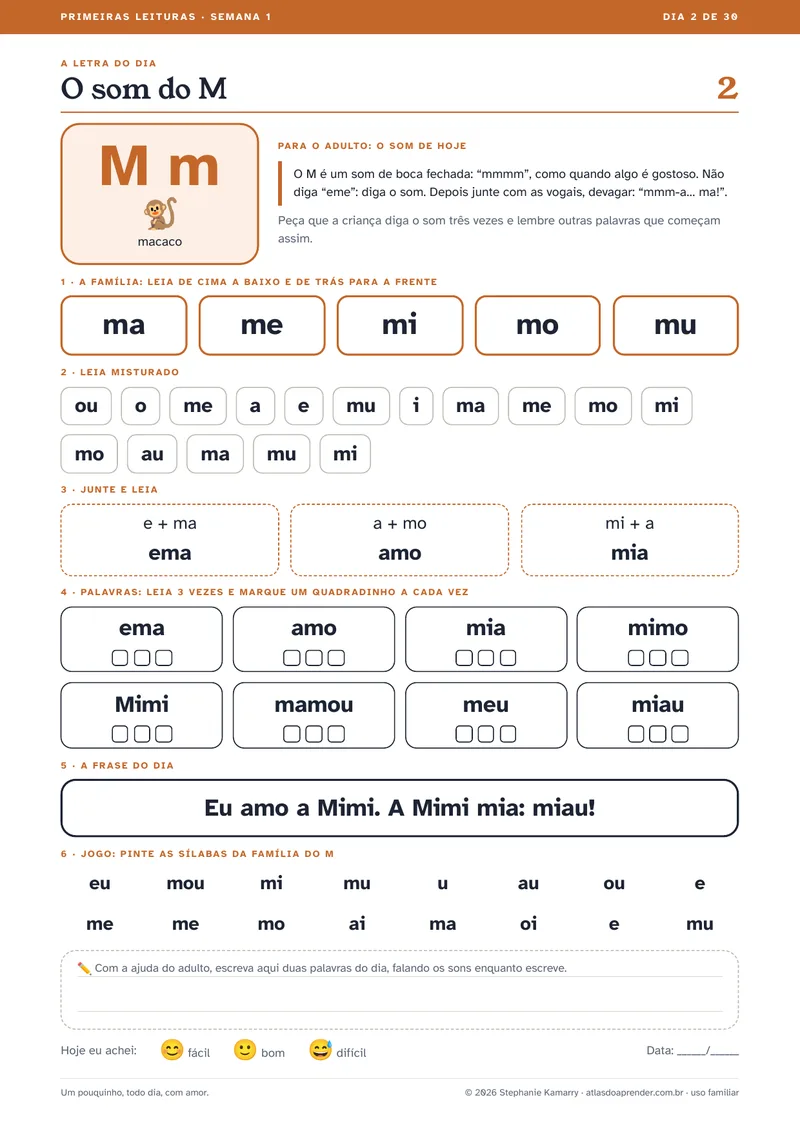 PRIMEIRAS LEITURAS · SEMANA 1
DIA 2 DE 30
A LETRA DO DIA
O som do M
2
M m
macaco
PARA O ADULTO: O SOM DE HOJE
O M é um som de boca fechada: “mmmm”, como quando algo é gostoso. Não
diga “eme”: diga o som. Depois junte com as vogais, devagar: “mmm-a... ma!”.
Peça que a criança diga o som três vezes e lembre outras palavras que começam
assim.
1 · A FAMÍLIA: LEIA DE CIMA A BAIXO E DE TRÁS PARA A FRENTE
ma me mi mo mu
2 · LEIA MISTURADO
ou o me a e mu i ma me mo mi
mo au ma mu mi
3 · JUNTE E LEIA
e + ma a + mo mi + a
ema amo mia
4 · PALAVRAS: LEIA 3 VEZES E MARQUE UM QUADRADINHO A CADA VEZ
ema amo mia mimo
Mimi mamou meu miau
5 · A FRASE DO DIA
Eu amo a Mimi. A Mimi mia: miau!
6 · JOGO: PINTE AS SÍLABAS DA FAMÍLIA DO M
eu mou mi mu u au ou e
me me mo ai ma oi e mu
✏️ Com a ajuda do adulto, escreva aqui duas palavras do dia, falando os sons enquanto escreve.
Hoje eu achei: 😊 fácil 🙂 bom 😅 difícil Data: _____/_____
Um pouquinho, todo dia, com amor.
© 2026 Stephanie Kamarry · atlasdoaprender.com.br · uso familiar